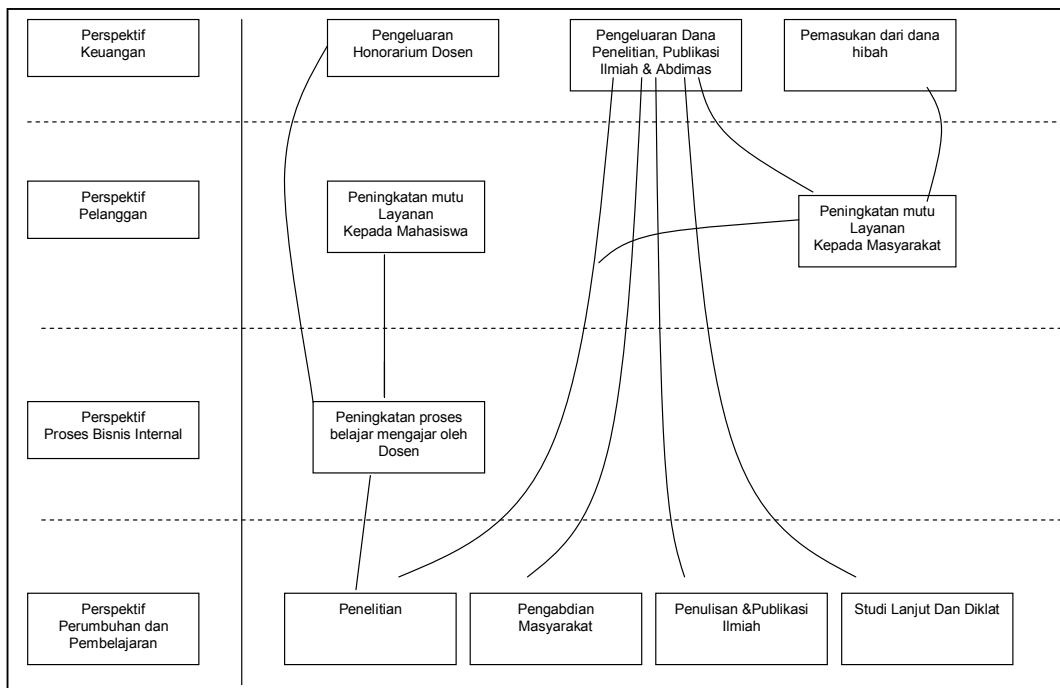 Perspektif
Keuangan
Pengeluaran
Honorarium Dosen
Pengeluaran Dana
Penelitian, Publikasi
Ilmiah & Abdimas
Pemasukan dari dana
hibah
Perspektif
Pelanggan
Peningkatan mutu
Layanan
Kepada Mahasiswa
Peningkatan mutu
Layanan
Kepada Masyarakat
Perspektif
Proses Bisnis Internal
Peningkatan proses
belajar mengajar oleh
Dosen
Perspektif
Perumbuhan dan
Pembelajaran
Penelitian
Pengabdian
Masyarakat
Penulisan &Publikasi
Ilmiah
Studi Lanjut Dan Diklat